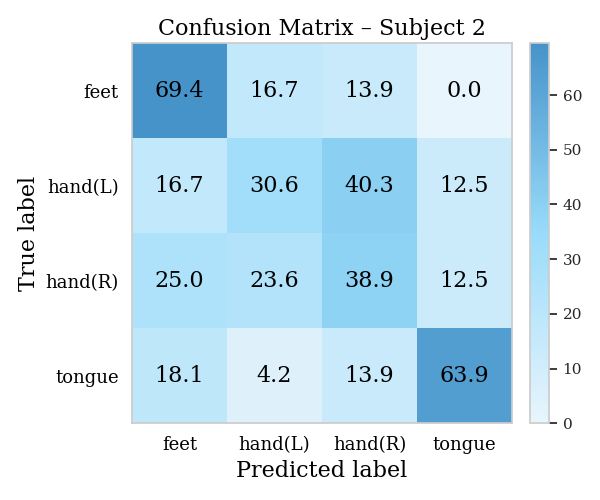 Confusion Matrix – Subject 2
True label
feet 69.4 16.7 13.9 0.0
hand(L) 16.7 30.6 40.3 12.5
hand(R) 25.0 23.6 38.9 12.5
tongue 18.1 4.2 13.9 63.9
feet hand(L) hand(R) tongue
Predicted label
60
50
40
30
20
10
0